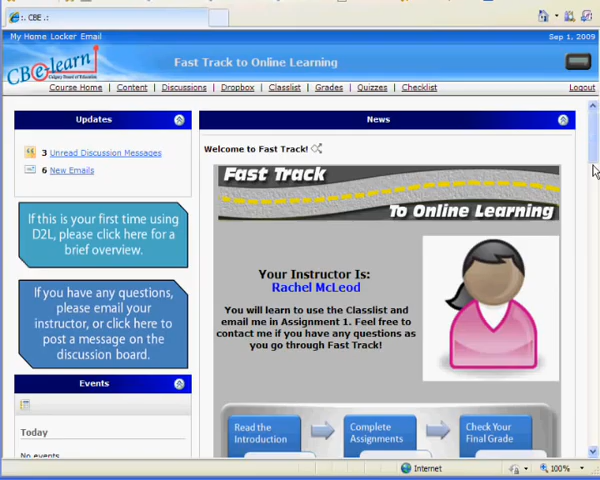 :. CBE .:
My Home Locker Email
Sep 1, 2009
CBe-learn
Calgary Board of Education
Fast Track to Online Learning
Course Home | Content | Discussions | Dropbox | Classlist | Grades | Quizzes | Checklist
Logout
Updates
3 Unread Discussion Messages
6 New Emails
If this is your first time using
D2L, please click here for a
brief overview.
If you have any questions,
please email your
instructor, or click here to
post a message on the
discussion board.
Events
Today
No events
News
Welcome to Fast Track!
Fast Track
To Online Learning
Your Instructor Is:
Rachel McLeod
You will learn to use the Classlist and
email me in Assignment 1. Feel free to
contact me if you have any questions as
you go through Fast Track!
Read the
Introduction
Complete
Assignments
Check Your
Final Grade
Internet
100%